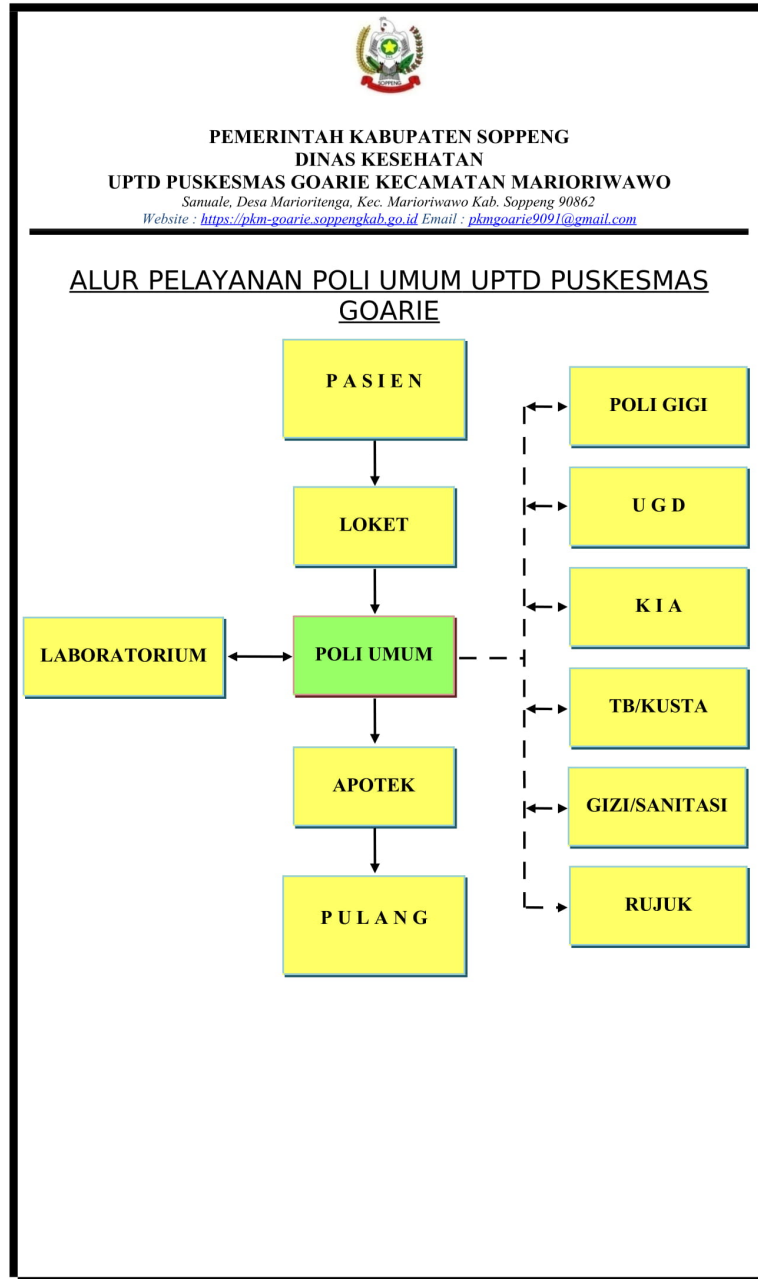 SOPPENG
PEMERINTAH KABUPATEN SOPPENG
DINAS KESEHATAN
UPTD PUSKESMAS GOARIE KECAMATAN MARIORIWAWO
Sanuale, Desa Marioritenga, Kec. Marioriwawo Kab. Soppeng 90862
Website : https://pkm-goarie.soppengkab.go.id Email : pkmgoarie9091@gmail.com
ALUR PELAYANAN POLI UMUM UPTD PUSKESMAS
GOARIE
P A S I E N
LOKET
LABORATORIUM
POLI UMUM
APOTEK
P U L A N G
POLI GIGI
U G D
K I A
TB/KUSTA
GIZI/SANITASI
RUJUK